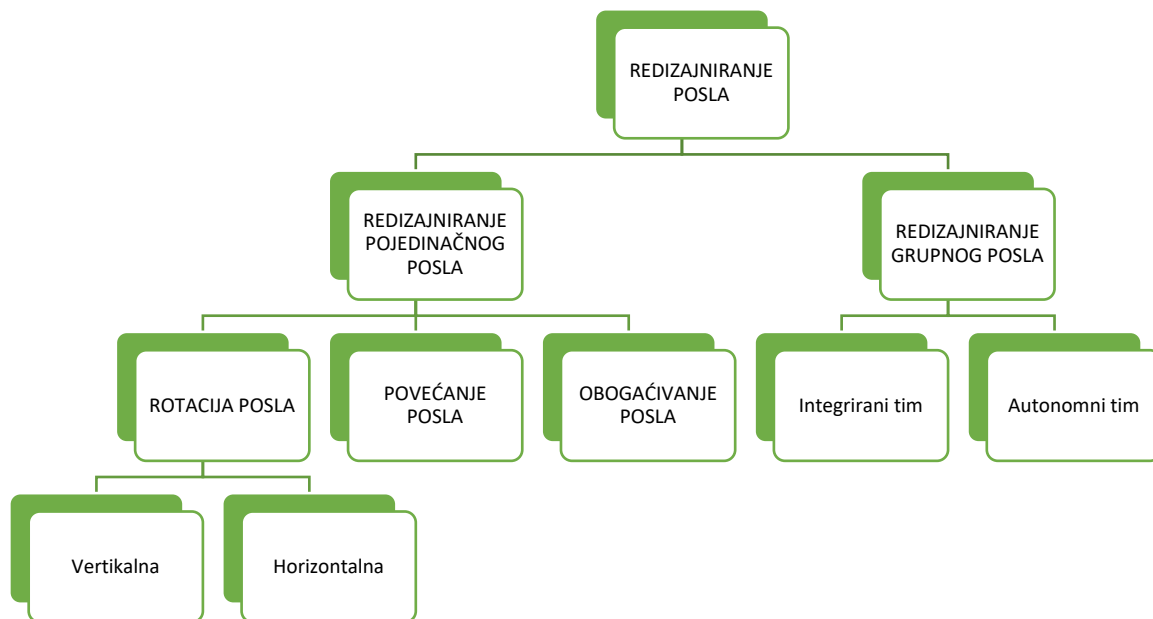 REDIZAJNIRANJE
POSLA
REDIZAJNIRANJE
POJEDINAČNOG
POSLA
REDIZAJNIRANJE
GRUPNOG POSLA
ROTACIJA POSLA
POVEĆANJE
POSLA
OBOGAĆIVANJE
POSLA
Integrirani tim
Autonomni tim
Vertikalna
Horizontalna